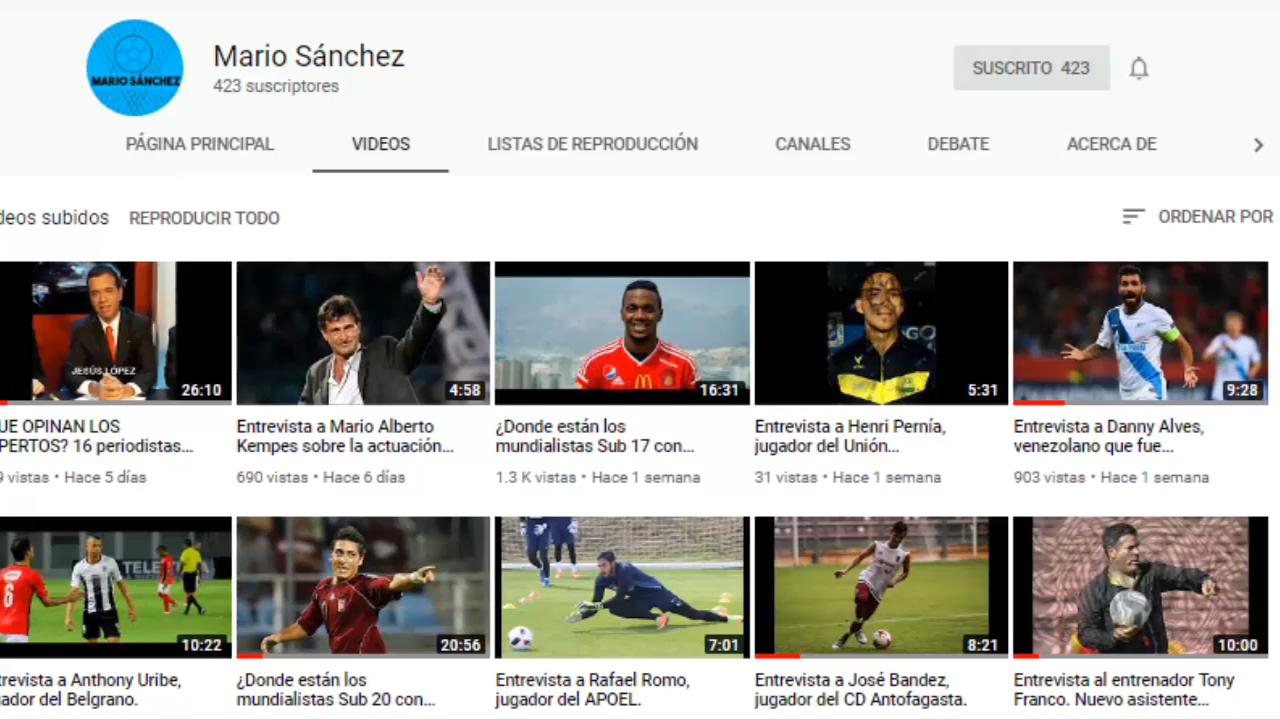 MARIO SÁNCHEZ
Mario Sánchez
423 suscriptores
SUSCRITO 423
PÁGINA PRINCIPAL VIDEOS LISTAS DE REPRODUCCIÓN CANALES DEBATE ACERCA DE
deos subidos REPRODUCIR TODO ORDENAR POR
JESÚS LÓPEZ
26:10 4:58 16:31 5:31 9:28
UE OPINAN LOS
PERTOS? 16 periodistas...
9 vistas • Hace 5 días
Entrevista a Mario Alberto
Kempes sobre la actuación...
690 vistas • Hace 6 días
¿Donde están los
mundialistas Sub 17 con...
1.3 K vistas • Hace 1 semana
Entrevista a Henri Pernía,
jugador del Unión...
31 vistas • Hace 1 semana
Entrevista a Danny Alves,
venezolano que fue...
903 vistas • Hace 1 semana
6
10:22 20:56 7:01 8:21 10:00
trevista a Anthony Uribe,
gador del Belgrano.
¿Donde están los
mundialistas Sub 20 con...
Entrevista a Rafael Romo,
jugador del APOEL.
Entrevista a José Bandez,
jugador del CD Antofagasta.
Entrevista al entrenador Tony
Franco. Nuevo asistente...